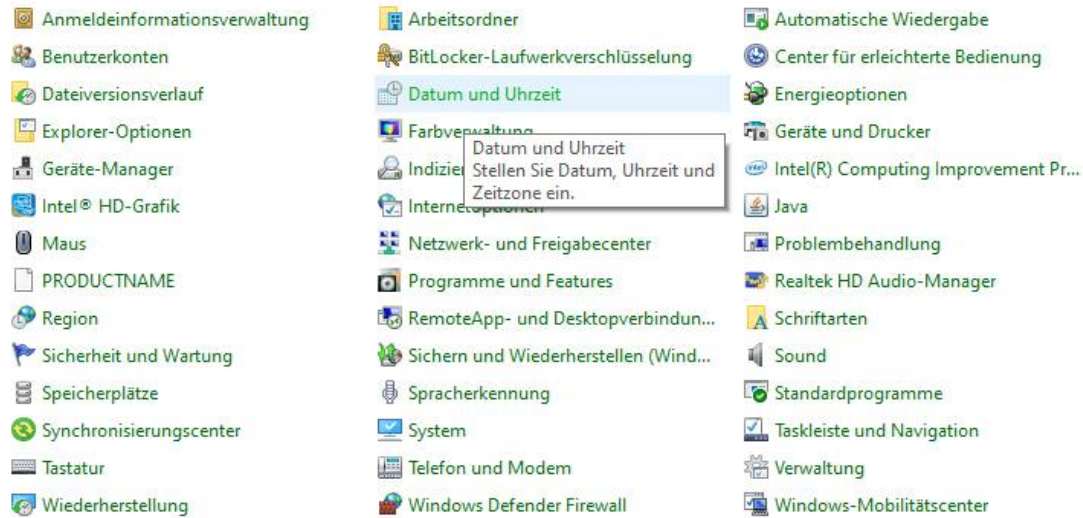 Anmeldeinformationsverwaltung
Arbeitsordner
Automatische Wiedergabe
Benutzerkonten
BitLocker-Laufwerkverschlüsselung
Center für erleichterte Bedienung
Dateiversionsverlauf
Datum und Uhrzeit
Energieoptionen
Explorer-Optionen
Farbverwaltung
Geräte und Drucker
Datum und Uhrzeit
Stellen Sie Datum, Uhrzeit und
Zeitzone ein.
Geräte-Manager
Indizier
Intel(R) Computing Improvement Pr...
Intel® HD-Grafik
Internetoptionen
Java
Maus
Netzwerk- und Freigabecenter
Problembehandlung
PRODUCTNAME
Programme und Features
Realtek HD Audio-Manager
Region
RemoteApp- und Desktopverbindun...
Schriftarten
Sicherheit und Wartung
Sichern und Wiederherstellen (Wind...
Sound
Speicherplätze
Spracherkennung
Standardprogramme
Synchronisierungscenter
System
Taskleiste und Navigation
Tastatur
Telefon und Modem
Verwaltung
Wiederherstellung
Windows Defender Firewall
Windows-Mobilitätscenter